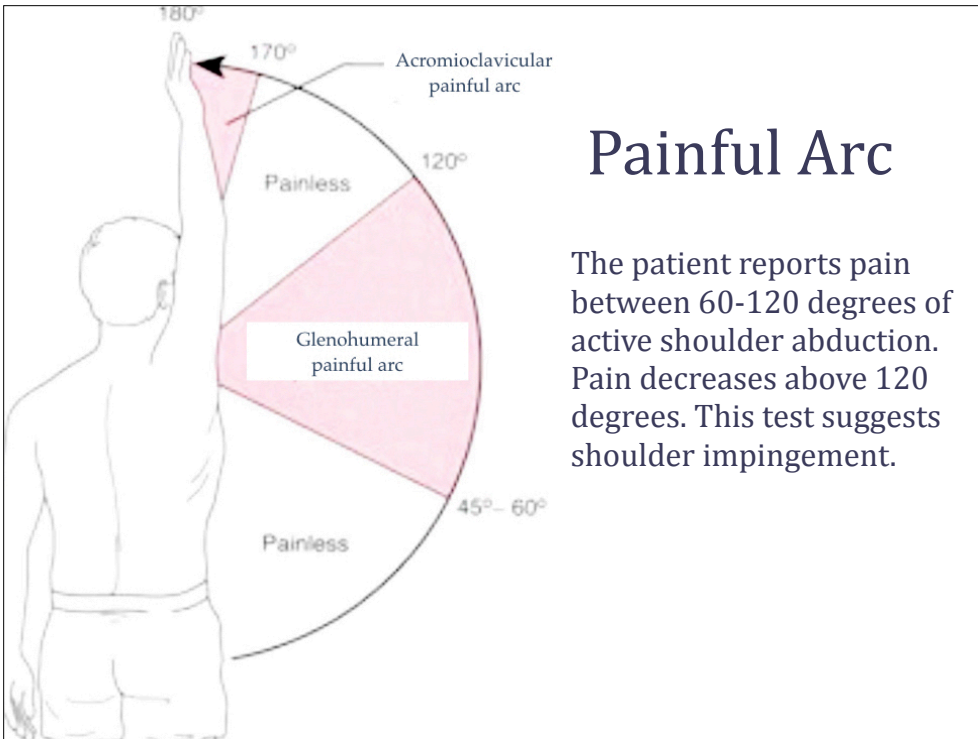 180°
170°
Acromioclavicular
painful arc
120°
Painless
Glenohumeral
painful arc
45°– 60°
Painless
Painful Arc
The patient reports pain
between 60-120 degrees of
active shoulder abduction.
Pain decreases above 120
degrees. This test suggests
shoulder impingement.